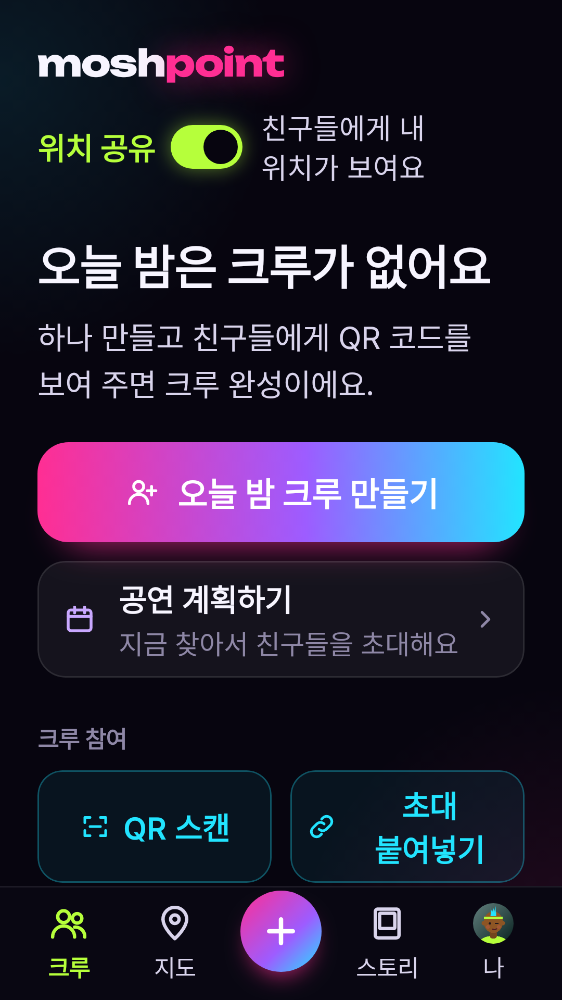 moshpoint
위치 공유
친구들에게 내
위치가 보여요
오늘 밤은 크루가 없어요
하나 만들고 친구들에게 QR 코드를
보여 주면 크루 완성이에요.
오늘 밤 크루 만들기
공연 계획하기
지금 찾아서 친구들을 초대해요
크루 참여
QR 스캔
초대
붙여넣기
크루
지도
스토리
나